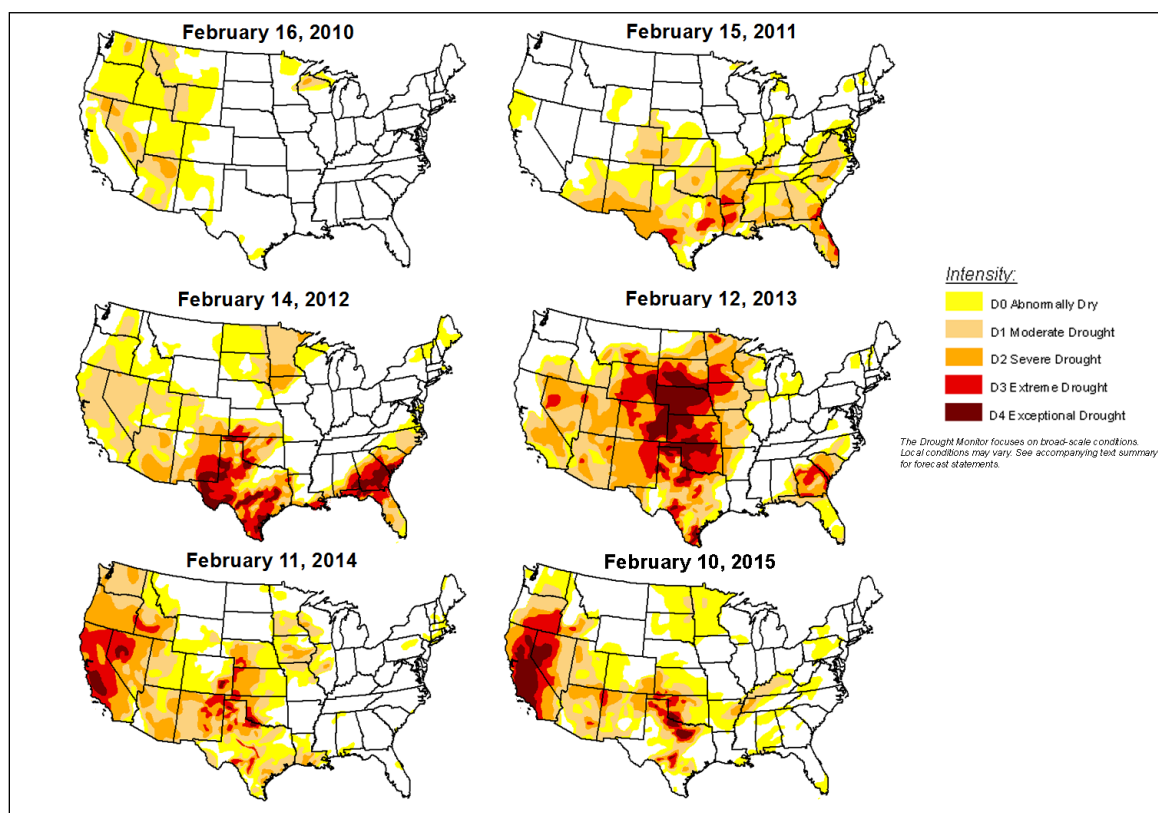 February 16, 2010
February 15, 2011
February 14, 2012
February 12, 2013
February 11, 2014
February 10, 2015
Intensity:
D0 Abnormally Dry
D1 Moderate Drought
D2 Severe Drought
D3 Extreme Drought
D4 Exceptional Drought
The Drought Monitor focuses on broad-scale conditions.
Local conditions may vary. See accompanying text summary
for forecast statements.